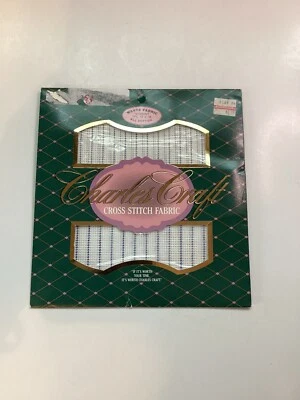 Charles Craft
CROSS STITCH FABRIC
"IF IT'S WORTH
YOUR TIME,
IT'S WORTH CHARLES CRAFT"